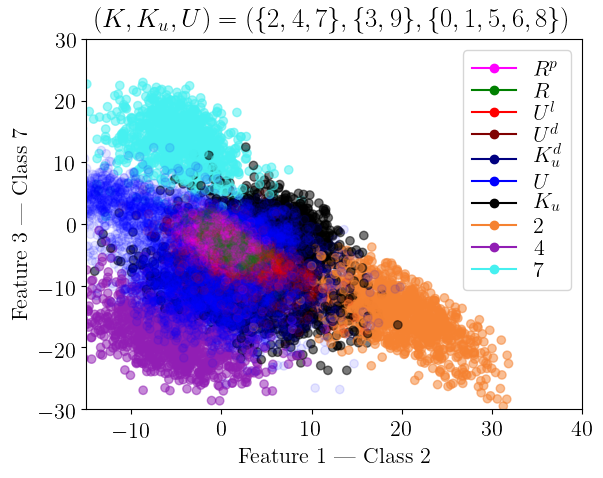 (K, K_u, U) = ({2, 4, 7}, {3, 9}, {0, 1, 5, 6, 8})
30
20
10
0
−10
−20
−30
Feature 3 — Class 7
R^p
R
U^l
U^d
K_u^d
U
K_u
2
4
7
−10 0 10 20 30 40
Feature 1 — Class 2